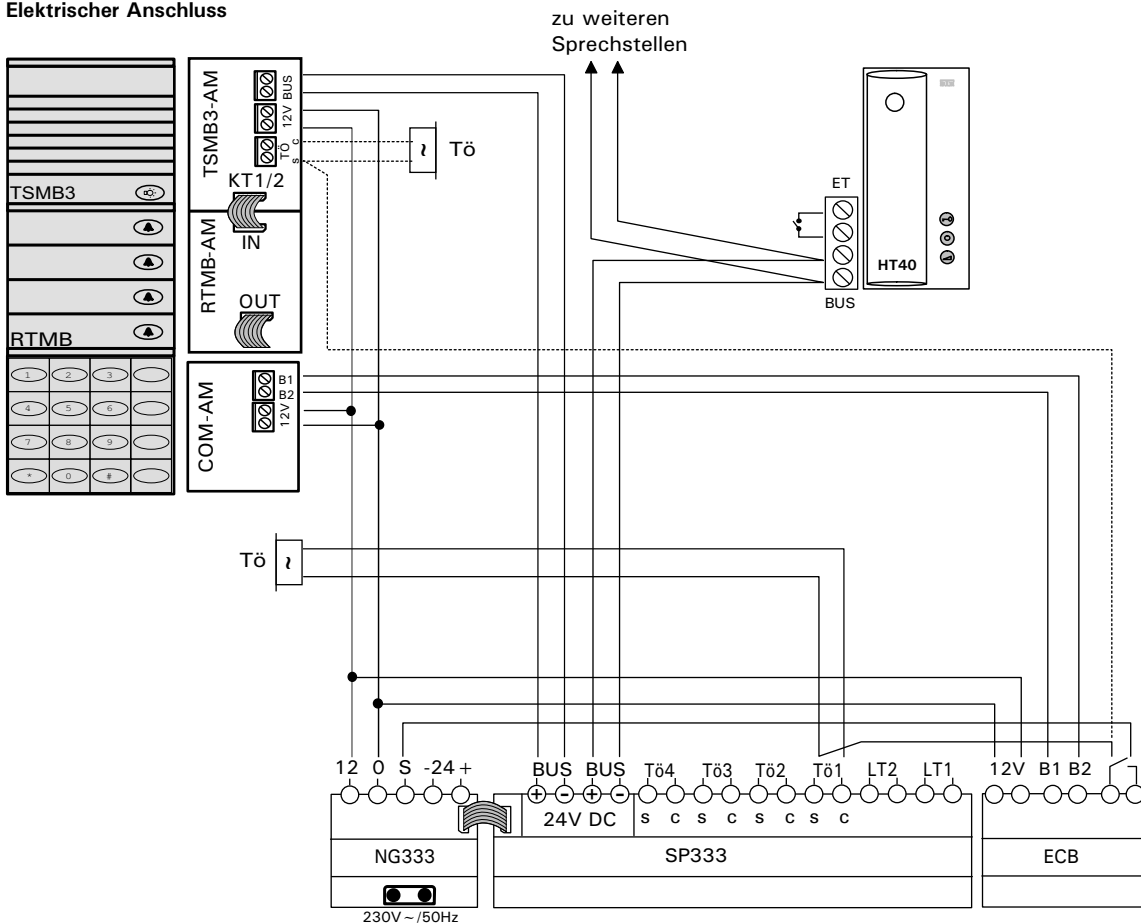 Elektrischer Anschluss
zu weiteren
Sprechstellen
TSMB3-AM
BUS
12V
TÖ
s c
KT1/2
~ Tö
TSMB3
RTMB-AM
IN
OUT
RTMB
ET
HT40
BUS
1 2 3
4 5 6
7 8 9
* 0 #
COM-AM
B1
B2
12V
Tö ~
12 0 S -24 + BUS BUS Tö4 Tö3 Tö2 Tö1 LT2 LT1 12V B1 B2
+ - + -
24V DC s c s c s c s c
NG333 SP333 ECB
230V~/50Hz